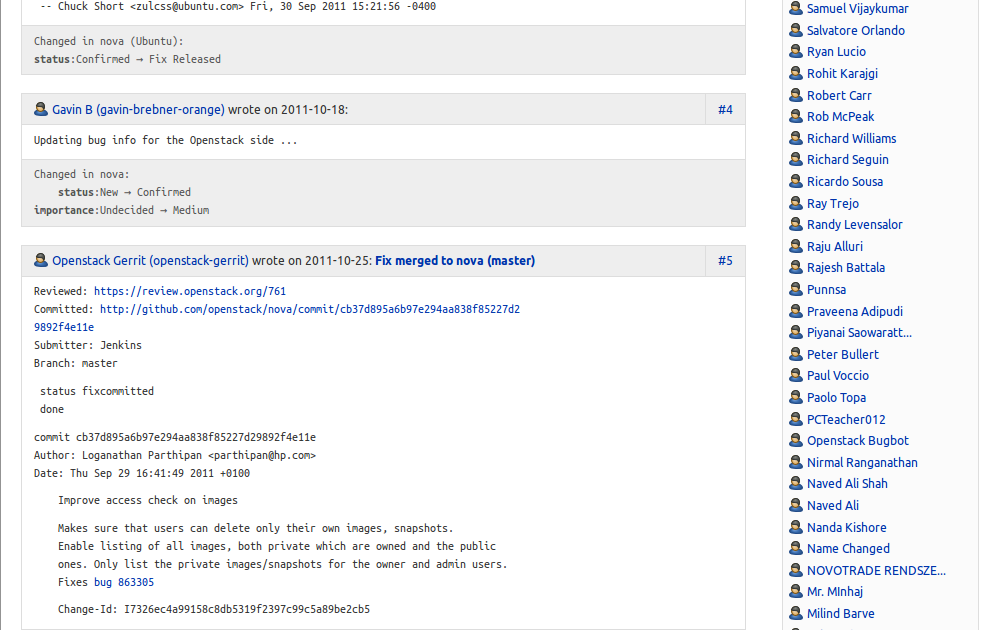 -- Chuck Short <zulcss@ubuntu.com> Fri, 30 Sep 2011 15:21:56 -0400
Changed in nova (Ubuntu):
status:Confirmed → Fix Released
Gavin B (gavin-brebner-orange) wrote on 2011-10-18: #4
Updating bug info for the Openstack side ...
Changed in nova:
status:New → Confirmed
importance:Undecided → Medium
Openstack Gerrit (openstack-gerrit) wrote on 2011-10-25: Fix merged to nova (master) #5
Reviewed: https://review.openstack.org/761
Committed: http://github.com/openstack/nova/commit/cb37d895a6b97e294aa838f85227d2
9892f4e11e
Submitter: Jenkins
Branch: master
status fixcommitted
done
commit cb37d895a6b97e294aa838f85227d29892f4e11e
Author: Loganathan Parthipan <parthipan@hp.com>
Date: Thu Sep 29 16:41:49 2011 +0100
Improve access check on images
Makes sure that users can delete only their own images, snapshots.
Enable listing of all images, both private which are owned and the public
ones. Only list the private images/snapshots for the owner and admin users.
Fixes bug 863305
Change-Id: I7326ec4a99158c8db5319f2397c99c5a89be2cb5
Samuel Vijaykumar
Salvatore Orlando
Ryan Lucio
Rohit Karajgi
Robert Carr
Rob McPeak
Richard Williams
Richard Seguin
Ricardo Sousa
Ray Trejo
Randy Levensalor
Raju Alluri
Rajesh Battala
Punnsa
Praveena Adipudi
Piyanai Saowaratt...
Peter Bullert
Paul Voccio
Paolo Topa
PCTeacher012
Openstack Bugbot
Nirmal Ranganathan
Naved Ali Shah
Naved Ali
Nanda Kishore
Name Changed
NOVOTRADE RENDSZE...
Mr. MInhaj
Milind Barve